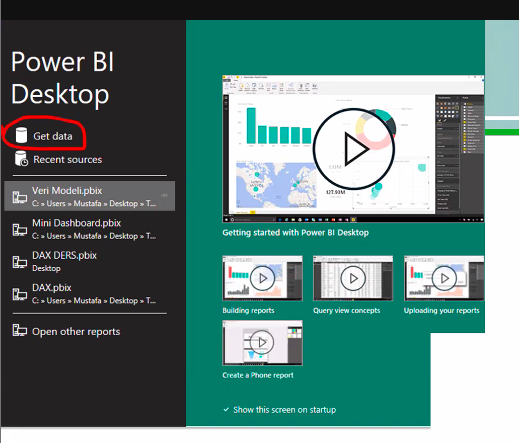 Power BI
Desktop
Get data
Recent sources
Veri Modeli.pbix
C: » Users » Mustafa » Desktop » T...
Mini Dashboard.pbix
C: » Users » Mustafa » Desktop » T...
DAX DERS.pbix
Desktop
DAX.pbix
C: » Users » Mustafa » Desktop » T...
Open other reports
127.93M
Getting started with Power BI Desktop
Building reports
Query view concepts
Uploading your reports
Create a Phone report
Show this screen on startup